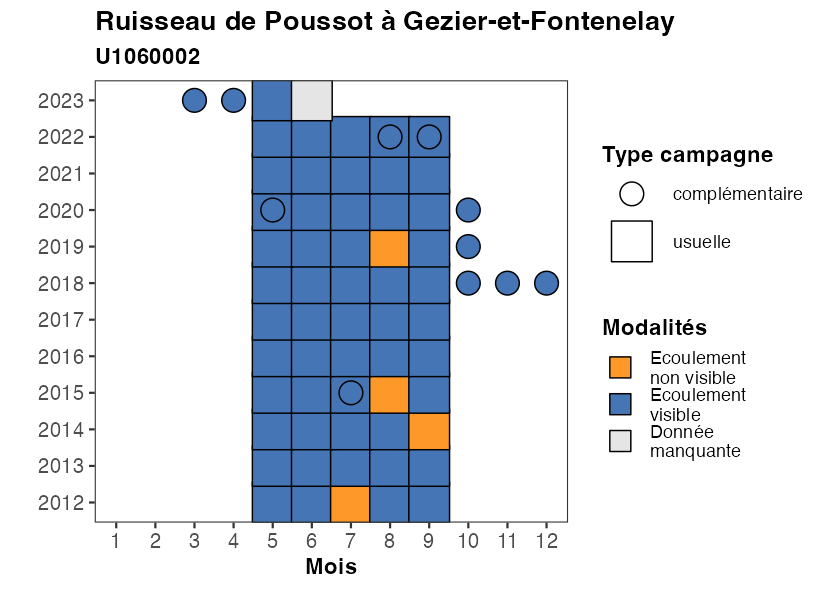 Ruisseau de Poussot à Gezier-et-Fontenelay
U1060002
2023
2022
2021
2020
2019
2018
2017
2016
2015
2014
2013
2012
1 2 3 4 5 6 7 8 9 10 11 12
Mois
Type campagne
complémentaire
usuelle
Modalités
Ecoulement
non visible
Ecoulement
visible
Donnée
manquante